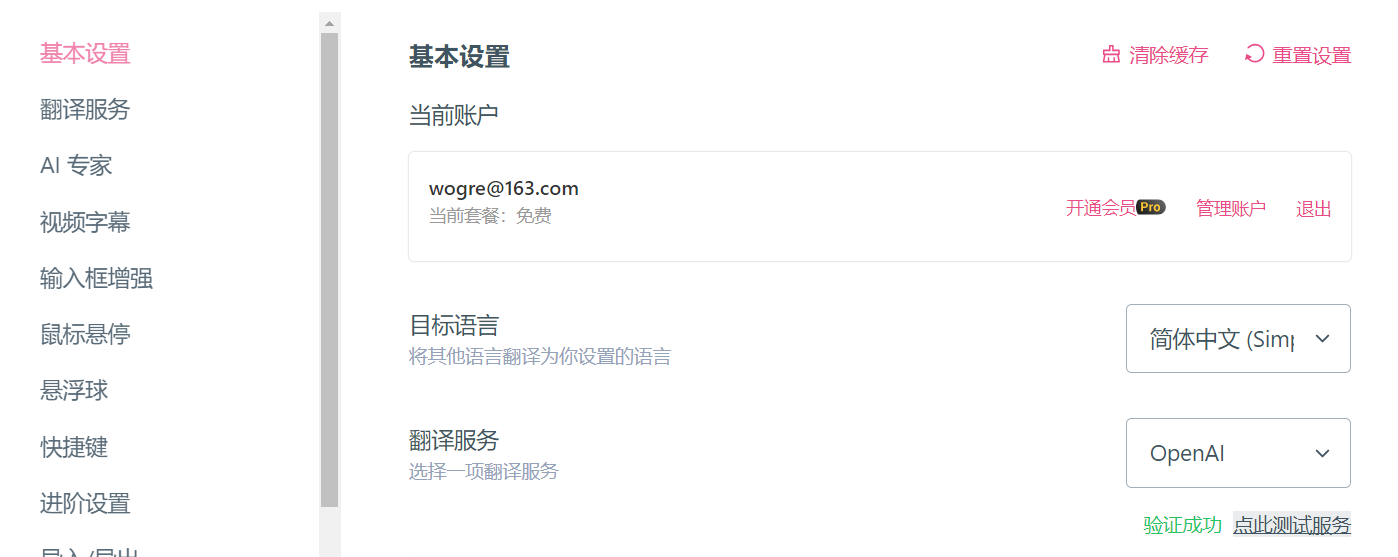 基本设置
翻译服务
AI 专家
视频字幕
输入框增强
鼠标悬停
悬浮球
快捷键
进阶设置
基本设置
清除缓存
重置设置
当前账户
wogre@163.com
当前套餐：免费
开通会员Pro
管理账户
退出
目标语言
将其他语言翻译为你设置的语言
简体中文 (Simp
翻译服务
选择一项翻译服务
OpenAI
验证成功 点此测试服务